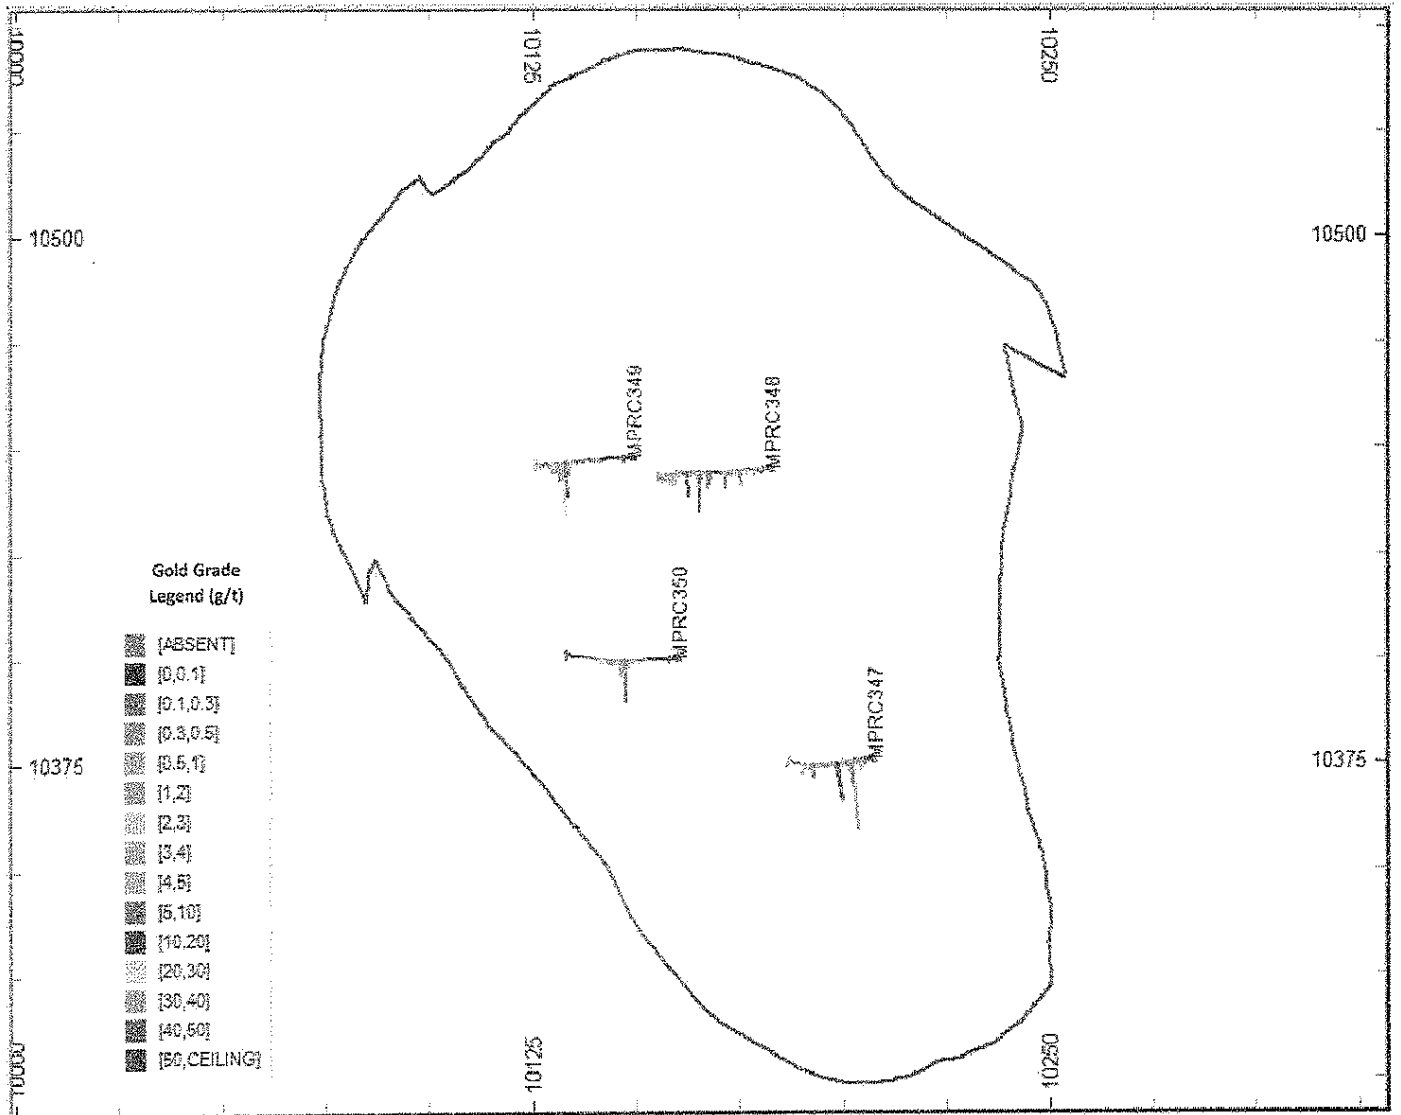 10000
10125
10250
10500
10500
MPRC349
MPRC348
MPRC350
MPRC347
10375
10375
Gold Grade
Legend (g/t)
[ABSENT]
[0,0.1]
[0.1,0.3]
[0.3,0.5]
[0.5,1]
[1,2]
[2,3]
[3,4]
[4,5]
[5,10]
[10,20]
[20,30]
[30,40]
[40,50]
[50,CEILING]
10000
10125
10250